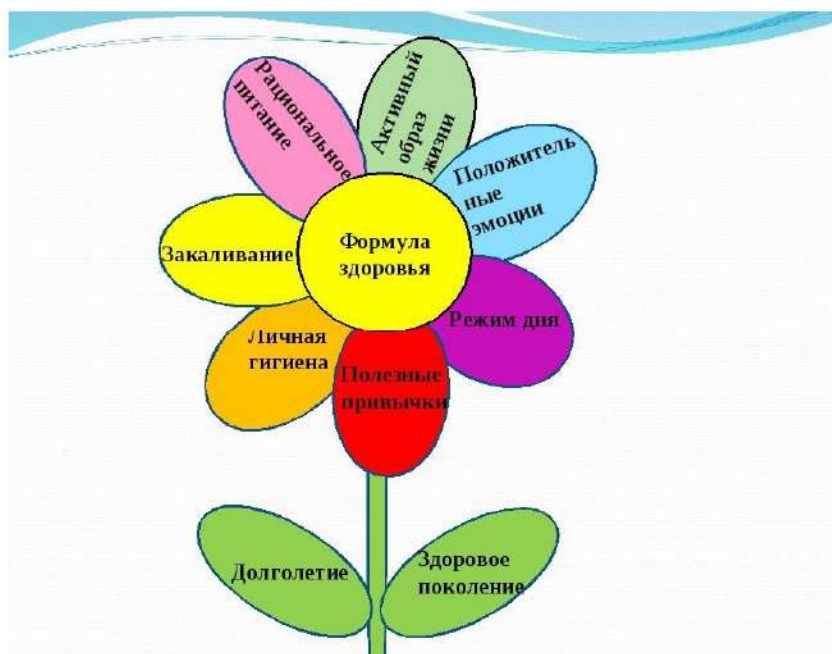 Рациональное
питание
Активный
образ
жизни
Положитель
ные
эмоции
Закаливание
Формула
здоровья
Режим дня
Личная
гигиена
Полезные
привычки
Долголетие
Здоровое
поколение